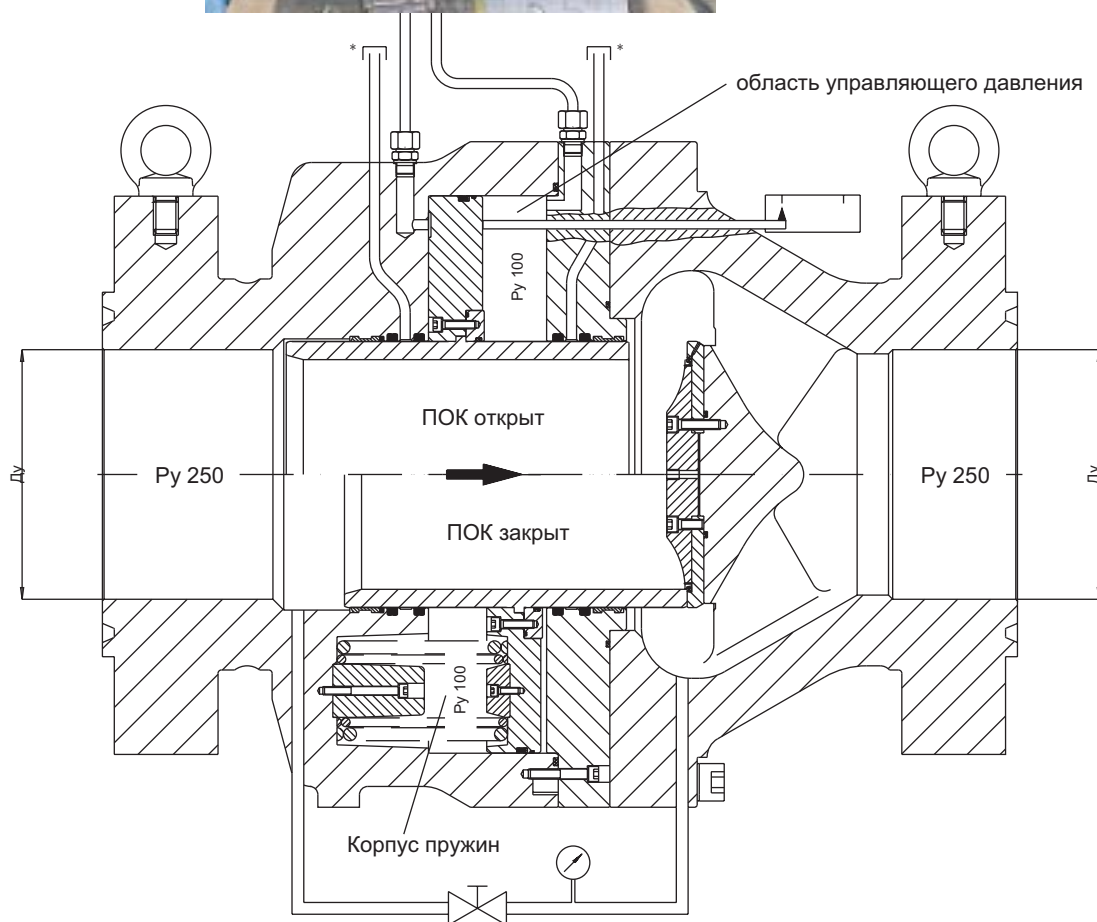 *
*
область управляющего давления
Ру 100
ПОК открыт
Ду
Ру 250
Ру 250
Ду
ПОК закрыт
Ру 100
Корпус пружин